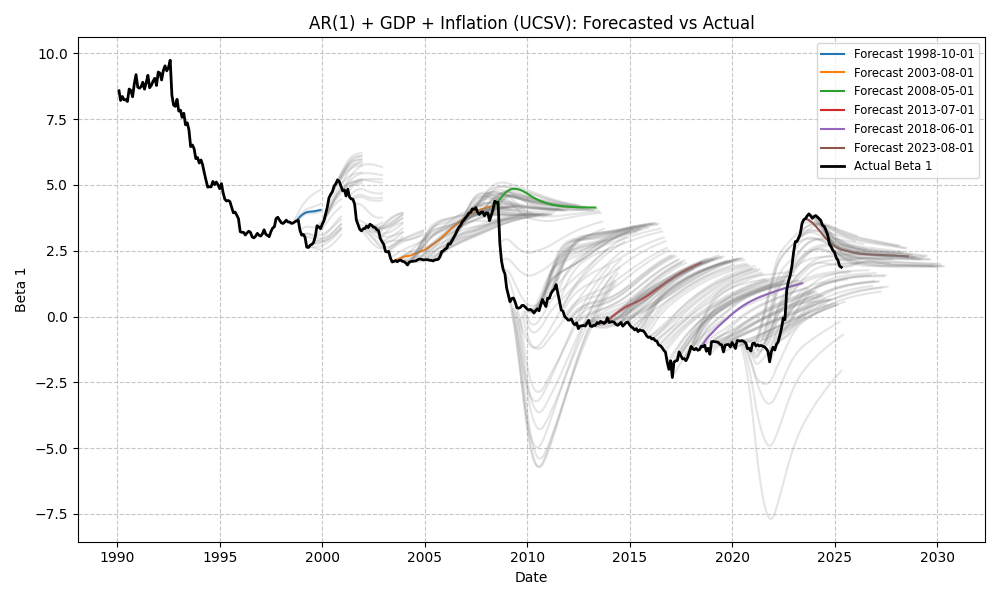 AR(1) + GDP + Inflation (UCSV): Forecasted vs Actual
Forecast 1998-10-01
Forecast 2003-08-01
Forecast 2008-05-01
Forecast 2013-07-01
Forecast 2018-06-01
Forecast 2023-08-01
Actual Beta 1
Beta 1
10.0
7.5
5.0
2.5
0.0
−2.5
−5.0
−7.5
1990
1995
2000
2005
2010
2015
2020
2025
2030
Date